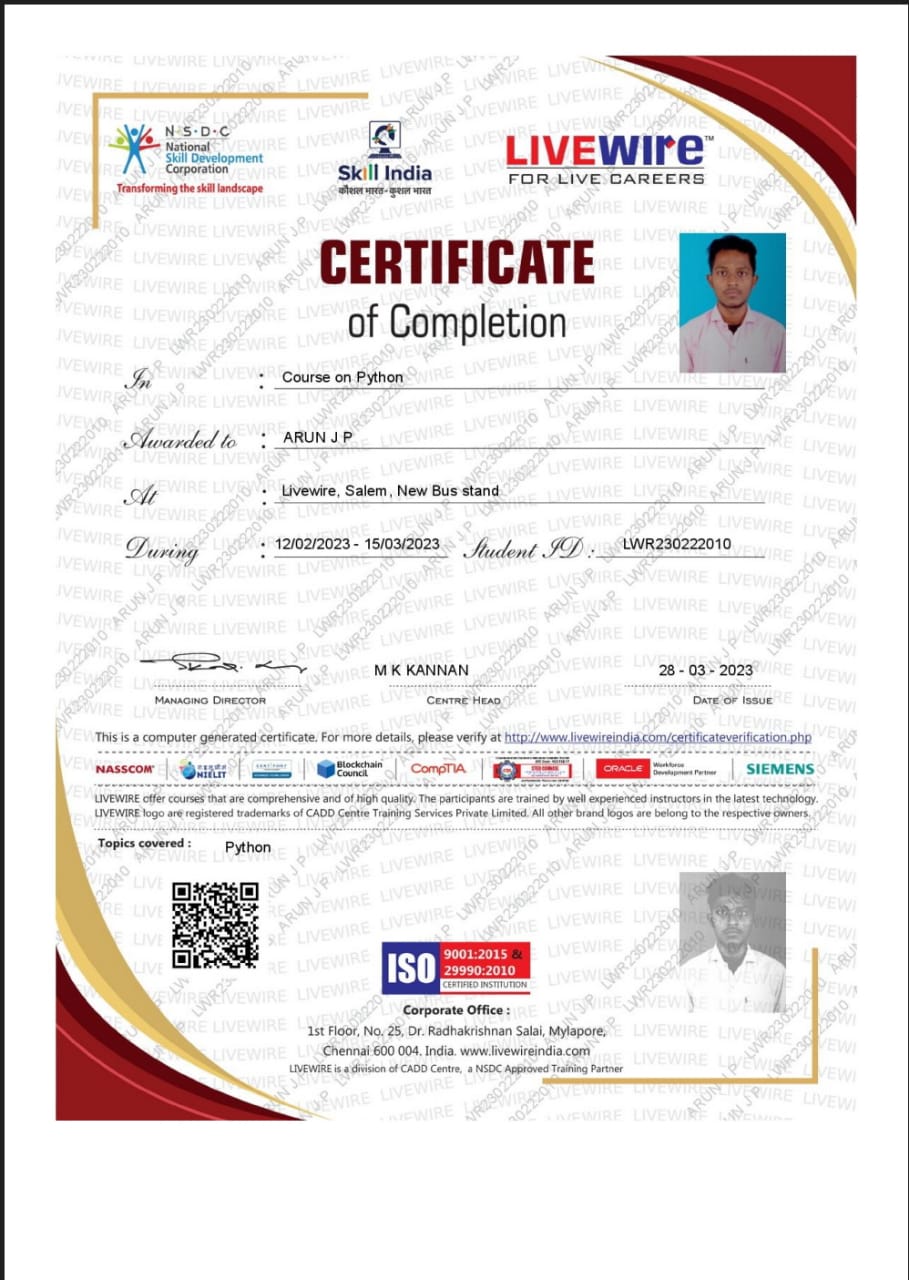 N·S·D·C
National
Skill Development
Corporation
Transforming the skill landscape
Skill India
कौशल भारत-कुशल भारत
LIVEWIRE™
FOR LIVE CAREERS
CERTIFICATE
of Completion
In : Course on Python
Awarded to : ARUN J P
At : Livewire, Salem, New Bus stand
During : 12/02/2023 - 15/03/2023 Student ID : LWR230222010
M K KANNAN 28 - 03 - 2023
MANAGING DIRECTOR CENTRE HEAD DATE OF ISSUE
This is a computer generated certificate. For more details, please verify at http://www.livewireindia.com/certificateverification.php
NASSCOM NIELIT Blockchain Council CompTIA ORACLE Workforce Development Partner SIEMENS
LIVEWIRE offer courses that are comprehensive and of high quality. The participants are trained by well experienced instructors in the latest technology.
LIVEWIRE logo are registered trademarks of CADD Centre Training Services Private Limited. All other brand logos are belong to the respective owners.
Topics covered : Python
ISO 9001:2015 &
29990:2010
CERTIFIED INSTITUTION
Corporate Office :
1st Floor, No. 25, Dr. Radhakrishnan Salai, Mylapore,
Chennai 600 004, India. www.livewireindia.com
LIVEWIRE is a division of CADD Centre, a NSDC Approved Training Partner